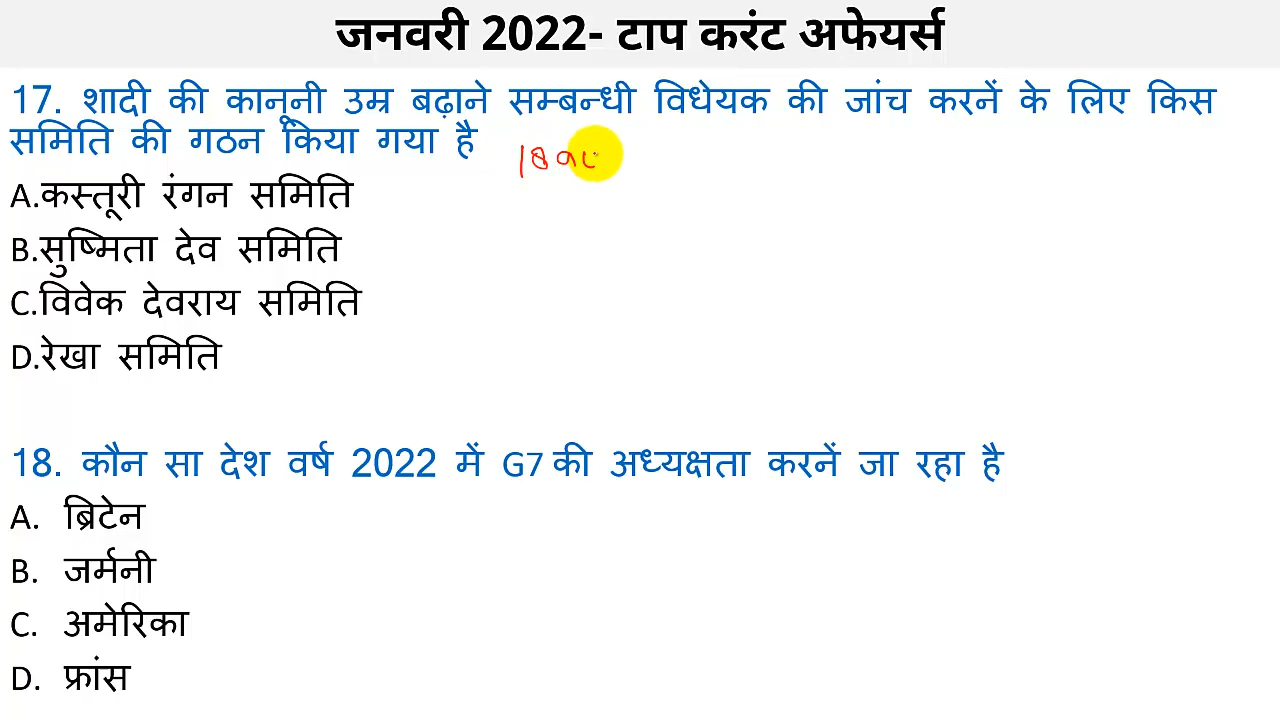 जनवरी 2022- टाप करंट अफेयर्स
17. शादी की कानूनी उम्र बढ़ाने सम्बन्धी विधेयक की जांच करनें के लिए किस
समिति की गठन किया गया है
A.कस्तूरी रंगन समिति
B.सुष्मिता देव समिति
C.विवेक देवराय समिति
D.रेखा समिति
18. कौन सा देश वर्ष 2022 में G7 की अध्यक्षता करनें जा रहा है
A. ब्रिटेन
B. जर्मनी
C. अमेरिका
D. फ्रांस